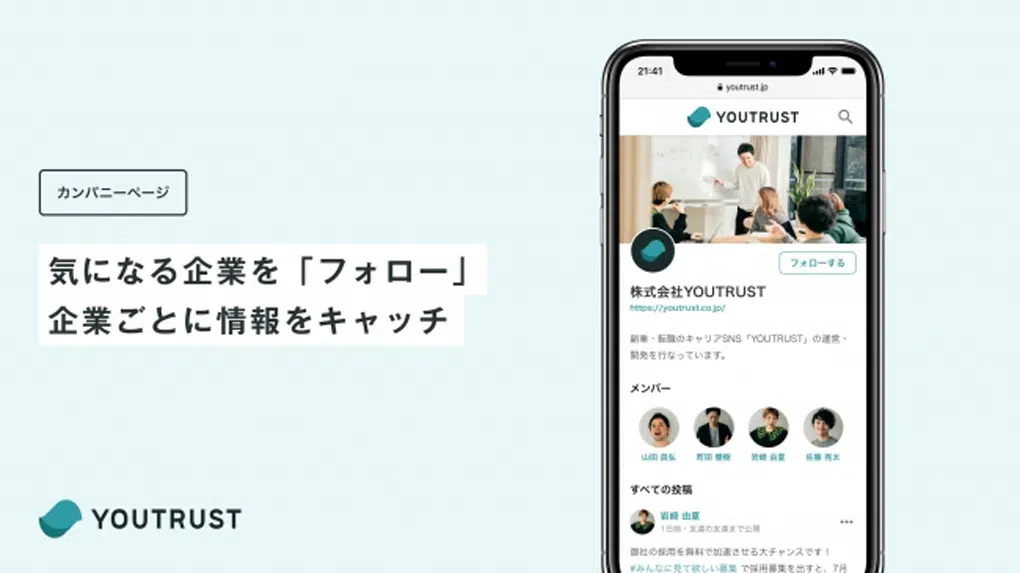 カンパニーページ
気になる企業を「フォロー」
企業ごとに情報をキャッチ
YOUTRUST
21:41
youtrust.jp
YOUTRUST
フォローする
株式会社YOUTRUST
https://youtrust.co.jp/
副業・転職のキャリアSNS「YOUTRUST」の運営・
開発を行なっています。
メンバー
山田 昌弘
岩崎 由夏
佐藤 亮太
すべての投稿
岩崎 由夏
1日前・友達の友達まで公開
御社の採用を無料で加速させる大チャンスです！
#みんなに見て欲しい募集 で採用募集を出すと、7月